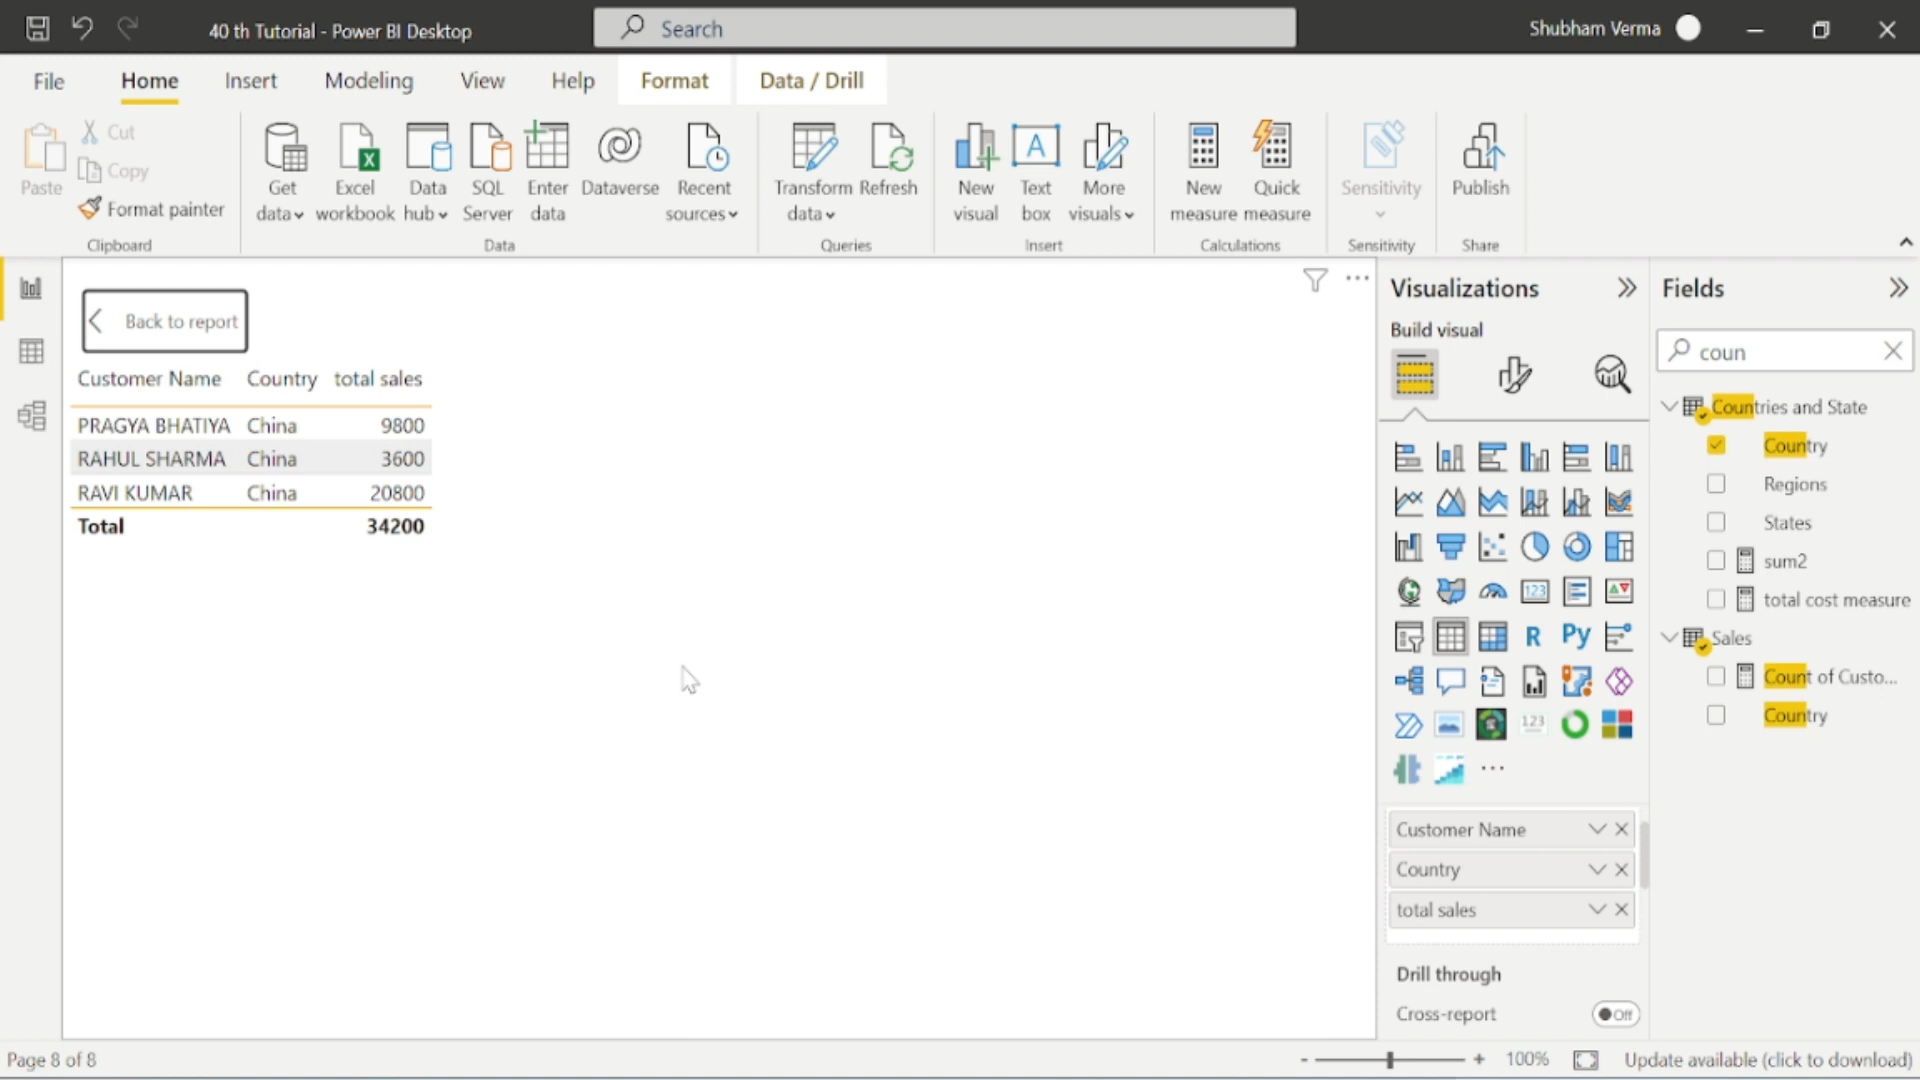 40 th Tutorial - Power BI Desktop
Search
Shubham Verma
File
Home
Insert
Modeling
View
Help
Format
Data / Drill
Paste
Cut
Copy
Format painter
Clipboard
Get data
Excel workbook
Data hub
SQL Server
Enter data
Dataverse
Recent sources
Data
Transform data
Refresh
Queries
New visual
Text box
More visuals
Insert
New measure
Quick measure
Calculations
Sensitivity
Sensitivity
Publish
Share
Back to report
Customer Name Country total sales
PRAGYA BHATIYA China 9800
RAHUL SHARMA China 3600
RAVI KUMAR China 20800
Total 34200
Visualizations
Build visual
123
R
Py
123
Customer Name
Country
total sales
Drill through
Cross-report
Off
Fields
coun
Countries and State
Country
Regions
States
sum2
total cost measure
Sales
Count of Custo...
Country
Page 8 of 8
- + 100%
Update available (click to download)